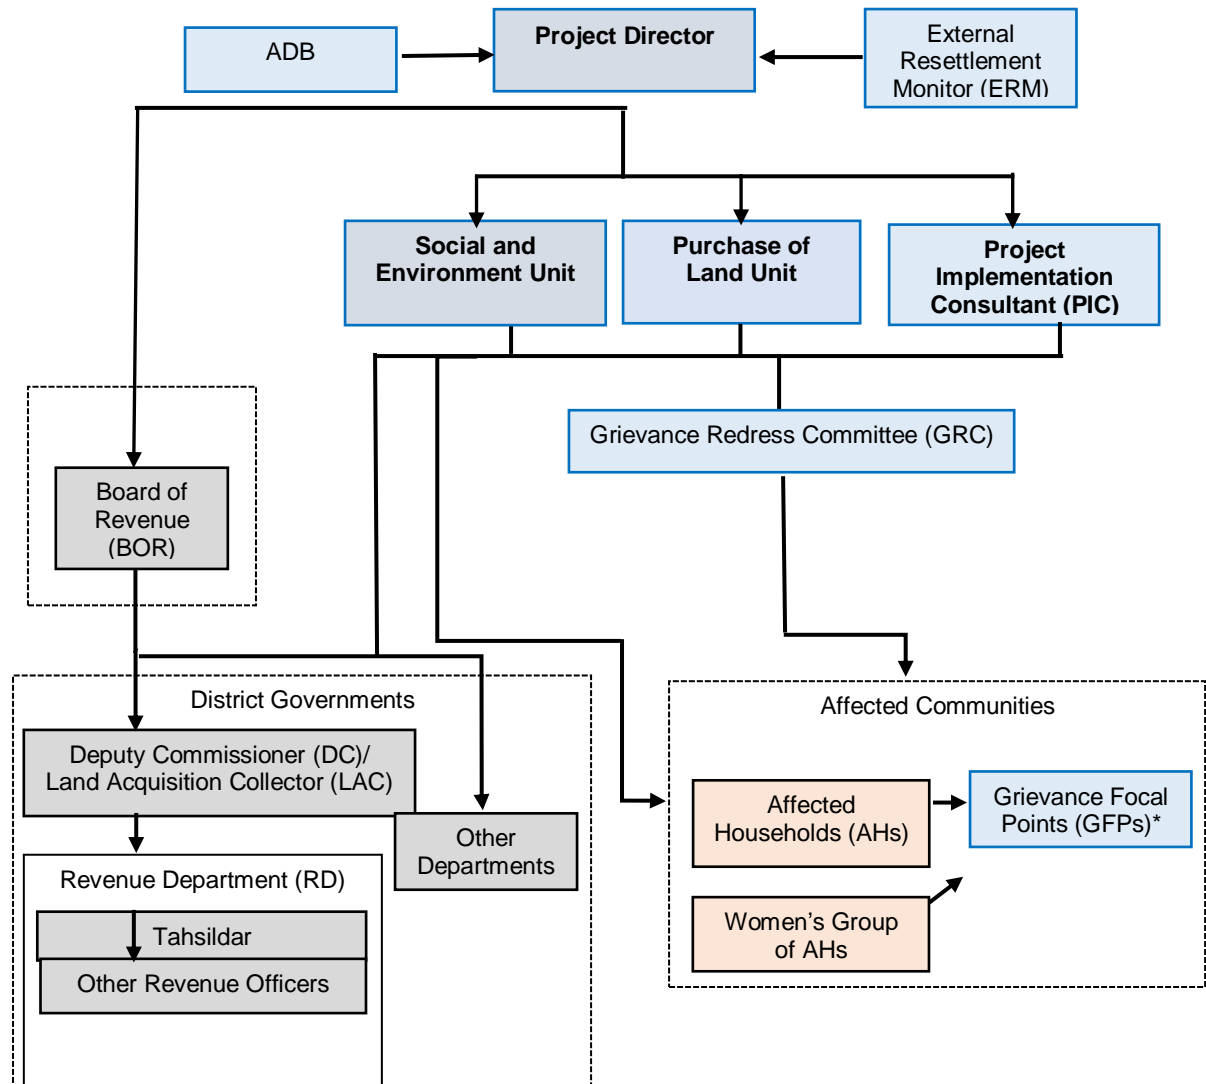 ADB
Project Director
External
Resettlement
Monitor (ERM)
Social and
Environment Unit
Purchase of
Land Unit
Project
Implementation
Consultant (PIC)
Grievance Redress Committee (GRC)
Board of
Revenue
(BOR)
District Governments
Affected Communities
Deputy Commissioner (DC)/
Land Acquisition Collector (LAC)
Other
Departments
Affected
Households (AHs)
Grievance Focal
Points (GFPs)*
Revenue Department (RD)
Tahsildar
Other Revenue Officers
Women’s Group
of AHs